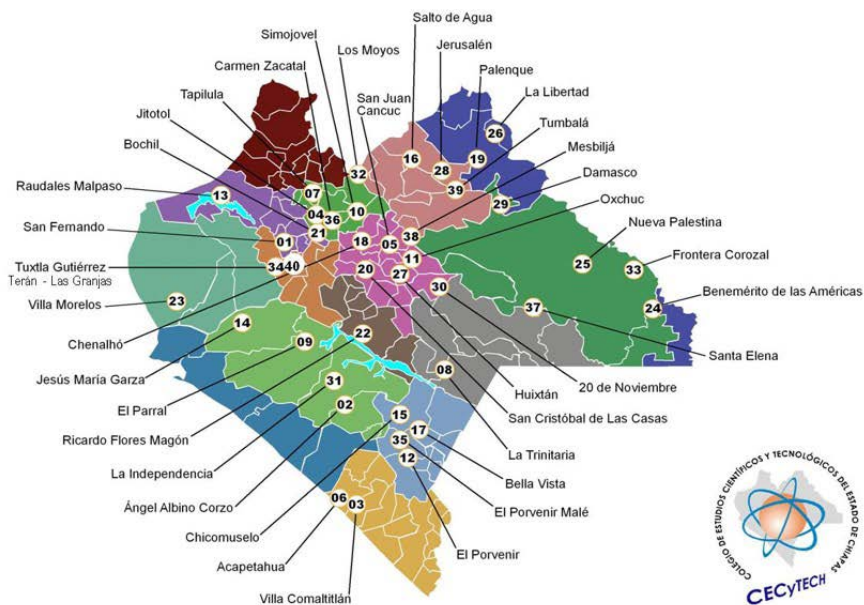 Salto de Agua
Simojovel
Los Moyos
Jerusalén
Carmen Zacatal
San Juan
Cancuc
Palenque
Tapilula
La Libertad
Jitotol
Tumbalá
Bochil
Mesbiljá
Raudales Malpaso
Damasco
San Fernando
Oxchuc
Nueva Palestina
Tuxtla Gutiérrez
Terán - Las Granjas
Frontera Corozal
Villa Morelos
Benemérito de las Américas
Chenalhó
Santa Elena
Jesús María Garza
Huixtán
20 de Noviembre
El Parral
San Cristóbal de Las Casas
Ricardo Flores Magón
La Trinitaria
La Independencia
Bella Vista
Ángel Albino Corzo
El Porvenir Malé
Chicomuselo
El Porvenir
Acapetahua
Villa Comaltitlán
26
16
19
28
32
39
07
13
29
04
36
10
21
38
01
18
05
11
25
33
34
40
20
27
30
23
37
24
14
22
09
08
31
02
15
17
35
12
06
03
COLEGIO DE ESTUDIOS CIENTÍFICOS Y TECNOLÓGICOS DEL ESTADO DE CHIAPAS
CECyTECH